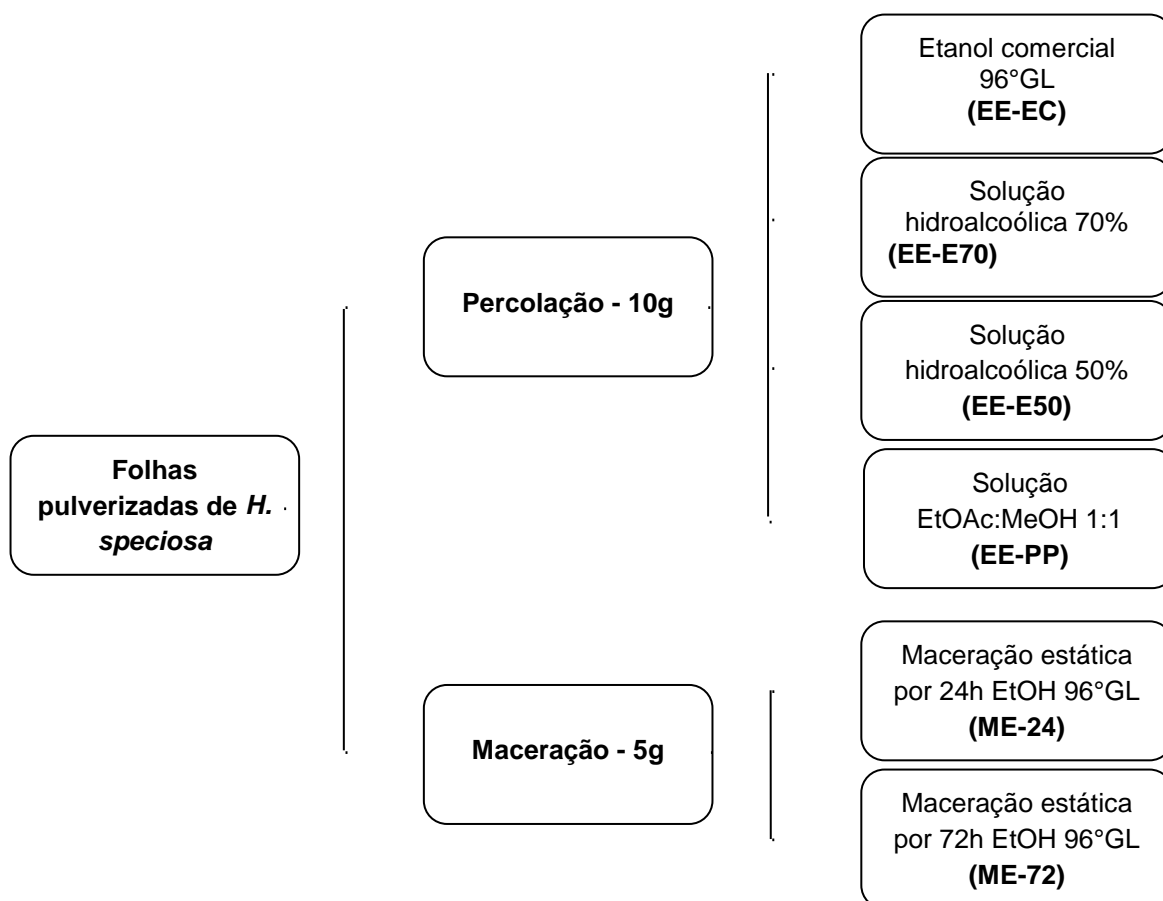 Folhas
pulverizadas de H.
speciosa
Percolação - 10g
Etanol comercial
96°GL
(EE-EC)
Solução
hidroalcoólica 70%
(EE-E70)
Solução
hidroalcoólica 50%
(EE-E50)
Solução
EtOAc:MeOH 1:1
(EE-PP)
Maceração - 5g
Maceração estática
por 24h EtOH 96°GL
(ME-24)
Maceração estática
por 72h EtOH 96°GL
(ME-72)